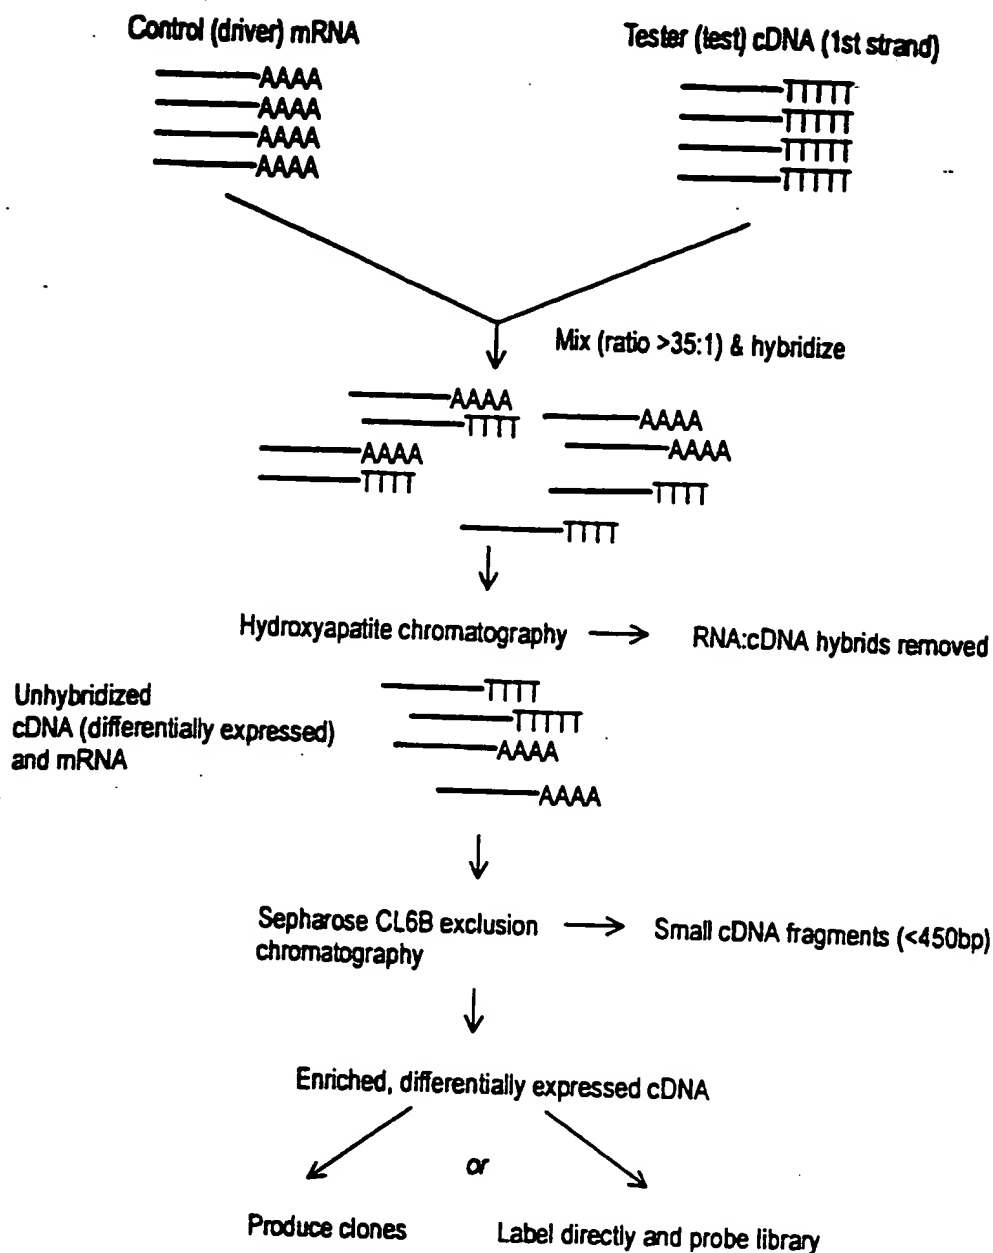 Control (driver) mRNA
Tester (test) cDNA (1st strand)
AAAA
AAAA
AAAA
AAAA
TTTTT
TTTTT
TTTTT
TTTTT
Mix (ratio >35:1) & hybridize
AAAA
TTTT
AAAA
AAAA
AAAA
TTTT
TTTT
TTTT
Hydroxyapatite chromatography
RNA:cDNA hybrids removed
Unhybridized
cDNA (differentially expressed)
and mRNA
TTTT
TTTTT
AAAA
AAAA
Sepharose CL6B exclusion
chromatography
Small cDNA fragments (<450bp)
Enriched, differentially expressed cDNA
or
Produce clones
Label directly and probe library